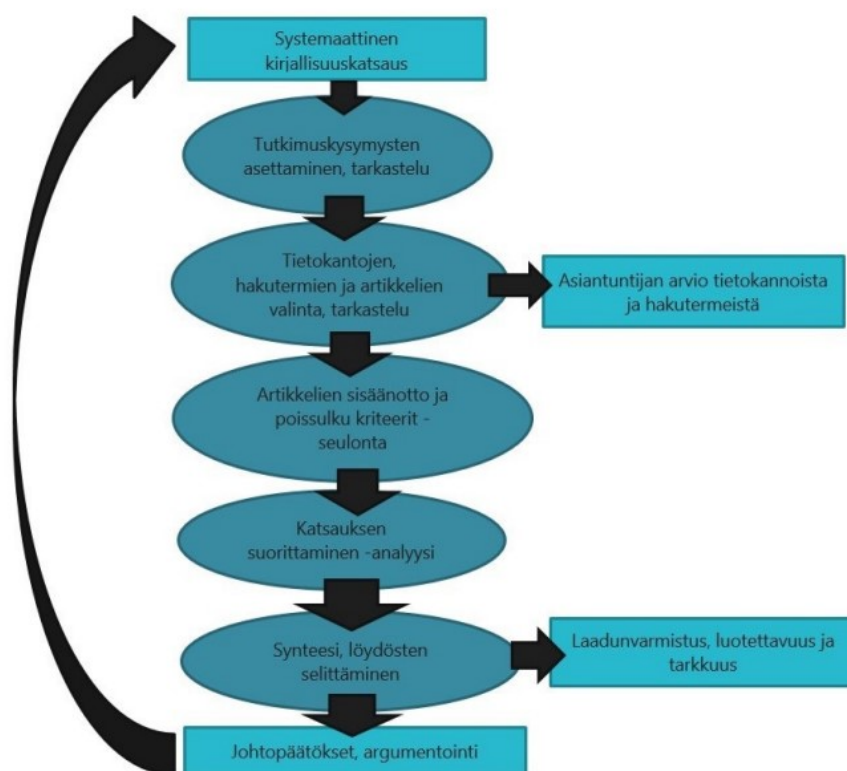 Systemaattinen
kirjallisuuskatsaus
Tutkimuskysymysten
asettaminen, tarkastelu
Tietokantojen,
hakutermien ja artikkelien
valinta, tarkastelu
Asiantuntijan arvio tietokannoista
ja hakutermeistä
Artikkelien sisäänotto ja
poissulku kriteerit -
seulonta
Katsauksen
suorittaminen -analyysi
Synteesi, löydösten
selittäminen
Laadunvarmistus, luotettavuus ja
tarkkuus
Johtopäätökset, argumentointi